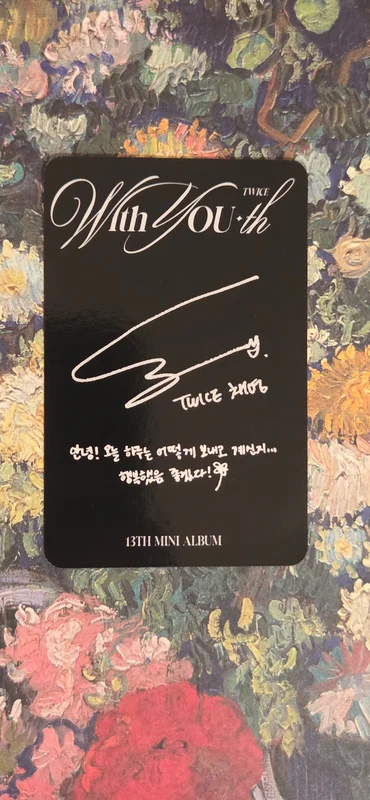 TWICE
With YOU-th
TWICE 채영
안녕! 오늘 하루는 어떻게 보내고 계신지...
행복했음 좋겠다!
13TH MINI ALBUM